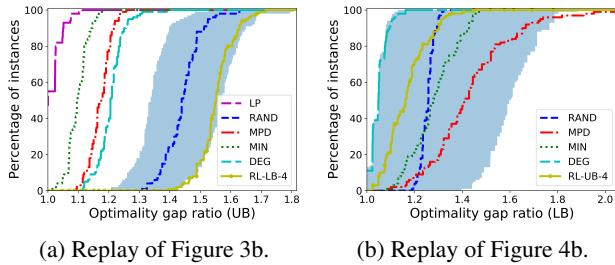 100
80
60
40
20
0
Percentage of instances
LP
RAND
MPD
MIN
DEG
RL-LB-4
1.0 1.1 1.2 1.3 1.4 1.5 1.6 1.7 1.8
Optimality gap ratio (UB)
(a) Replay of Figure 3b.
100
80
60
40
20
0
Percentage of instances
RAND
MPD
MIN
DEG
RL-UB-4
1.0 1.2 1.4 1.6 1.8 2.0
Optimality gap ratio (LB)
(b) Replay of Figure 4b.